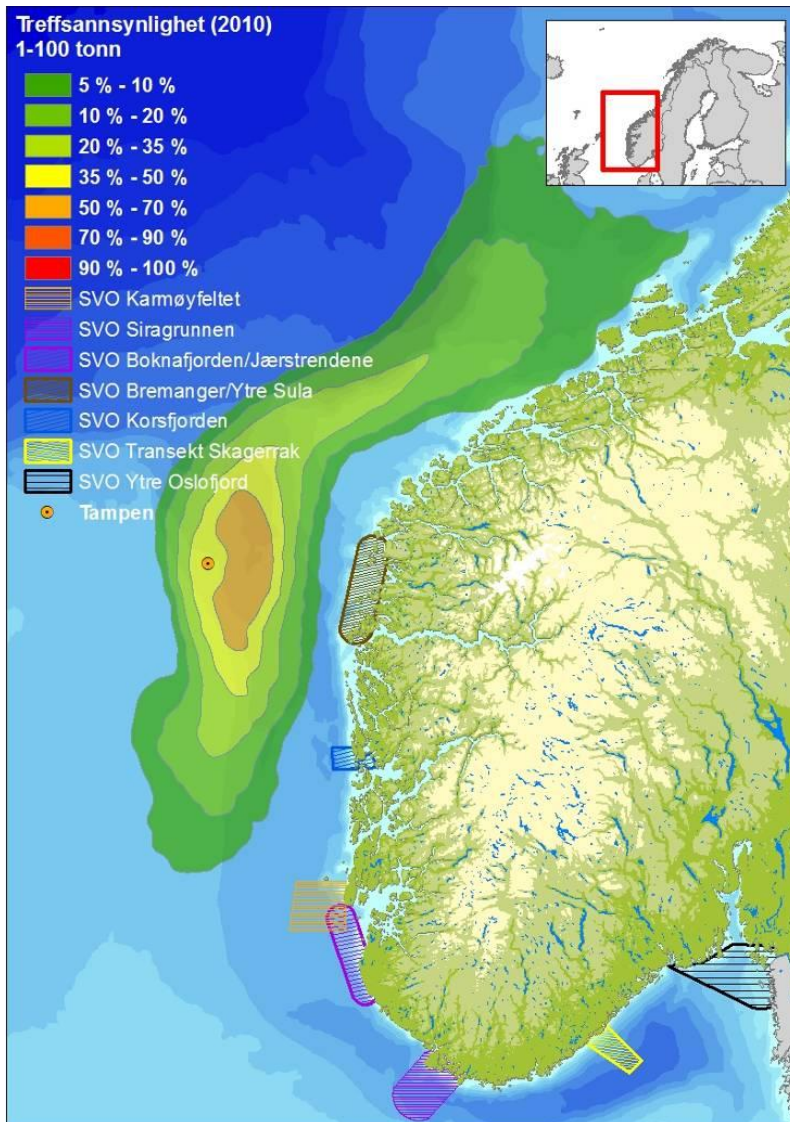 Treffsannsynlighet (2010)
1-100 tonn
5 % - 10 %
10 % - 20 %
20 % - 35 %
35 % - 50 %
50 % - 70 %
70 % - 90 %
90 % - 100 %
SVO Karmøyfeltet
SVO Siragrunnen
SVO Boknafjorden/Jærstrendene
SVO Bremanger/Ytre Sula
SVO Korsfjorden
SVO Transekt Skagerrak
SVO Ytre Oslofjord
Tampen